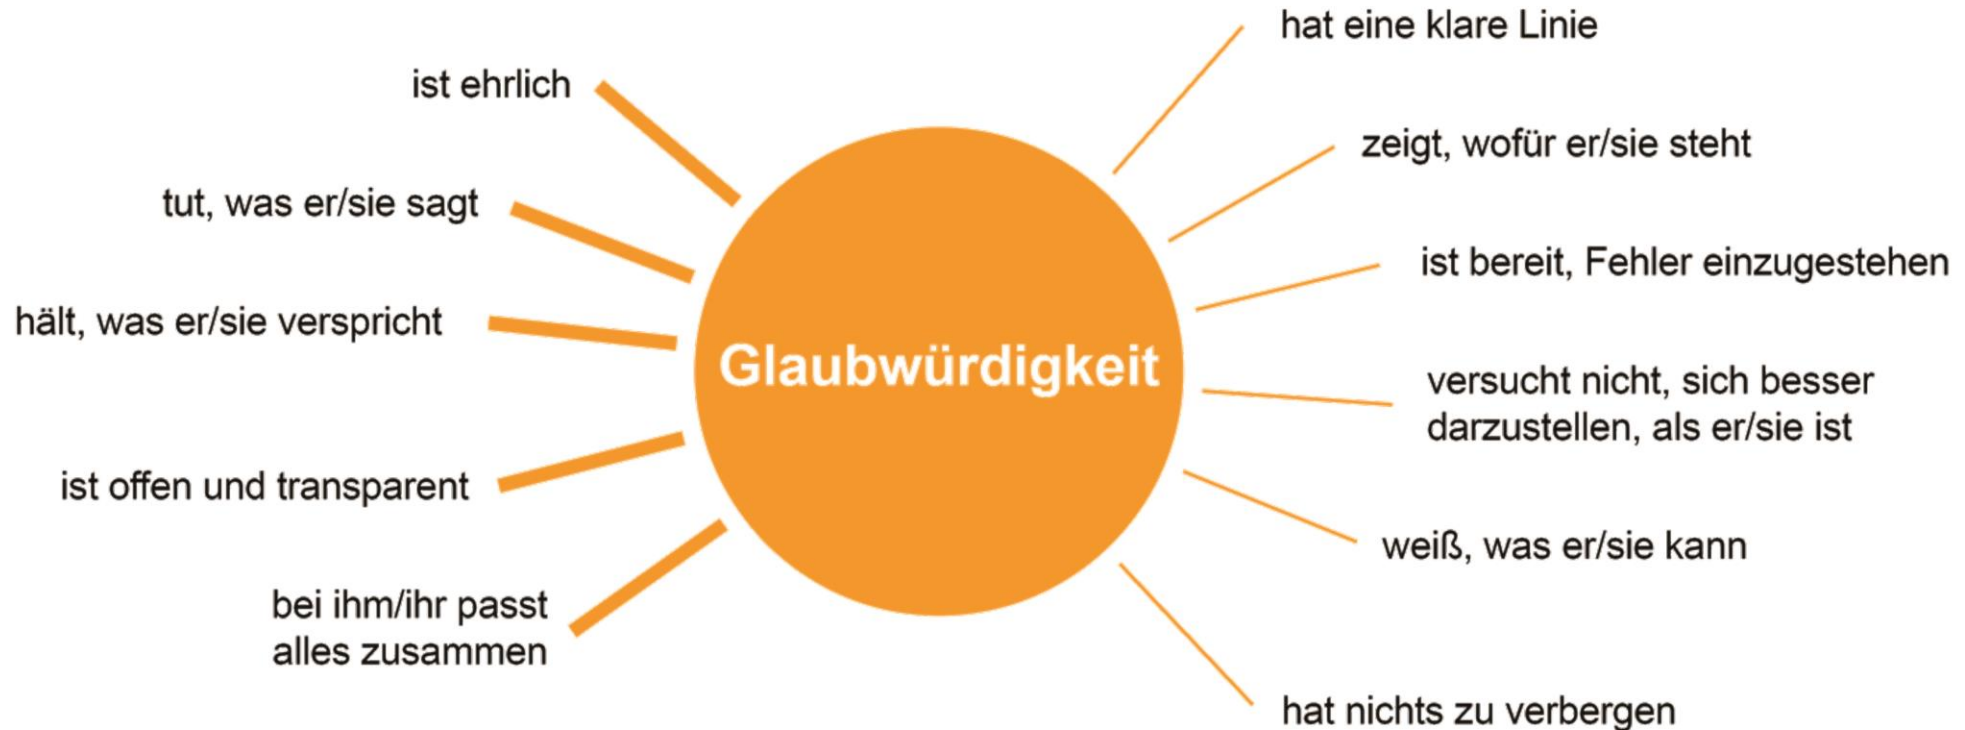 ist ehrlich
tut, was er/sie sagt
hält, was er/sie verspricht
ist offen und transparent
bei ihm/ihr passt
alles zusammen
Glaubwürdigkeit
hat eine klare Linie
zeigt, wofür er/sie steht
ist bereit, Fehler einzugestehen
versucht nicht, sich besser
darzustellen, als er/sie ist
weiß, was er/sie kann
hat nichts zu verbergen